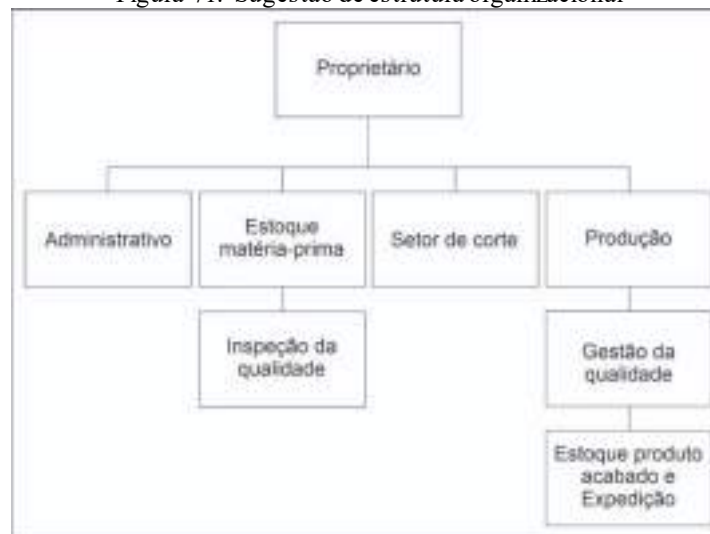 Sugestão de estrutura organizacional
Proprietário
Administrativo
Estoque
matéria-prima
Setor de corte
Produção
Inspeção da
qualidade
Gestão da
qualidade
Estoque produto
acabado e
Expedição